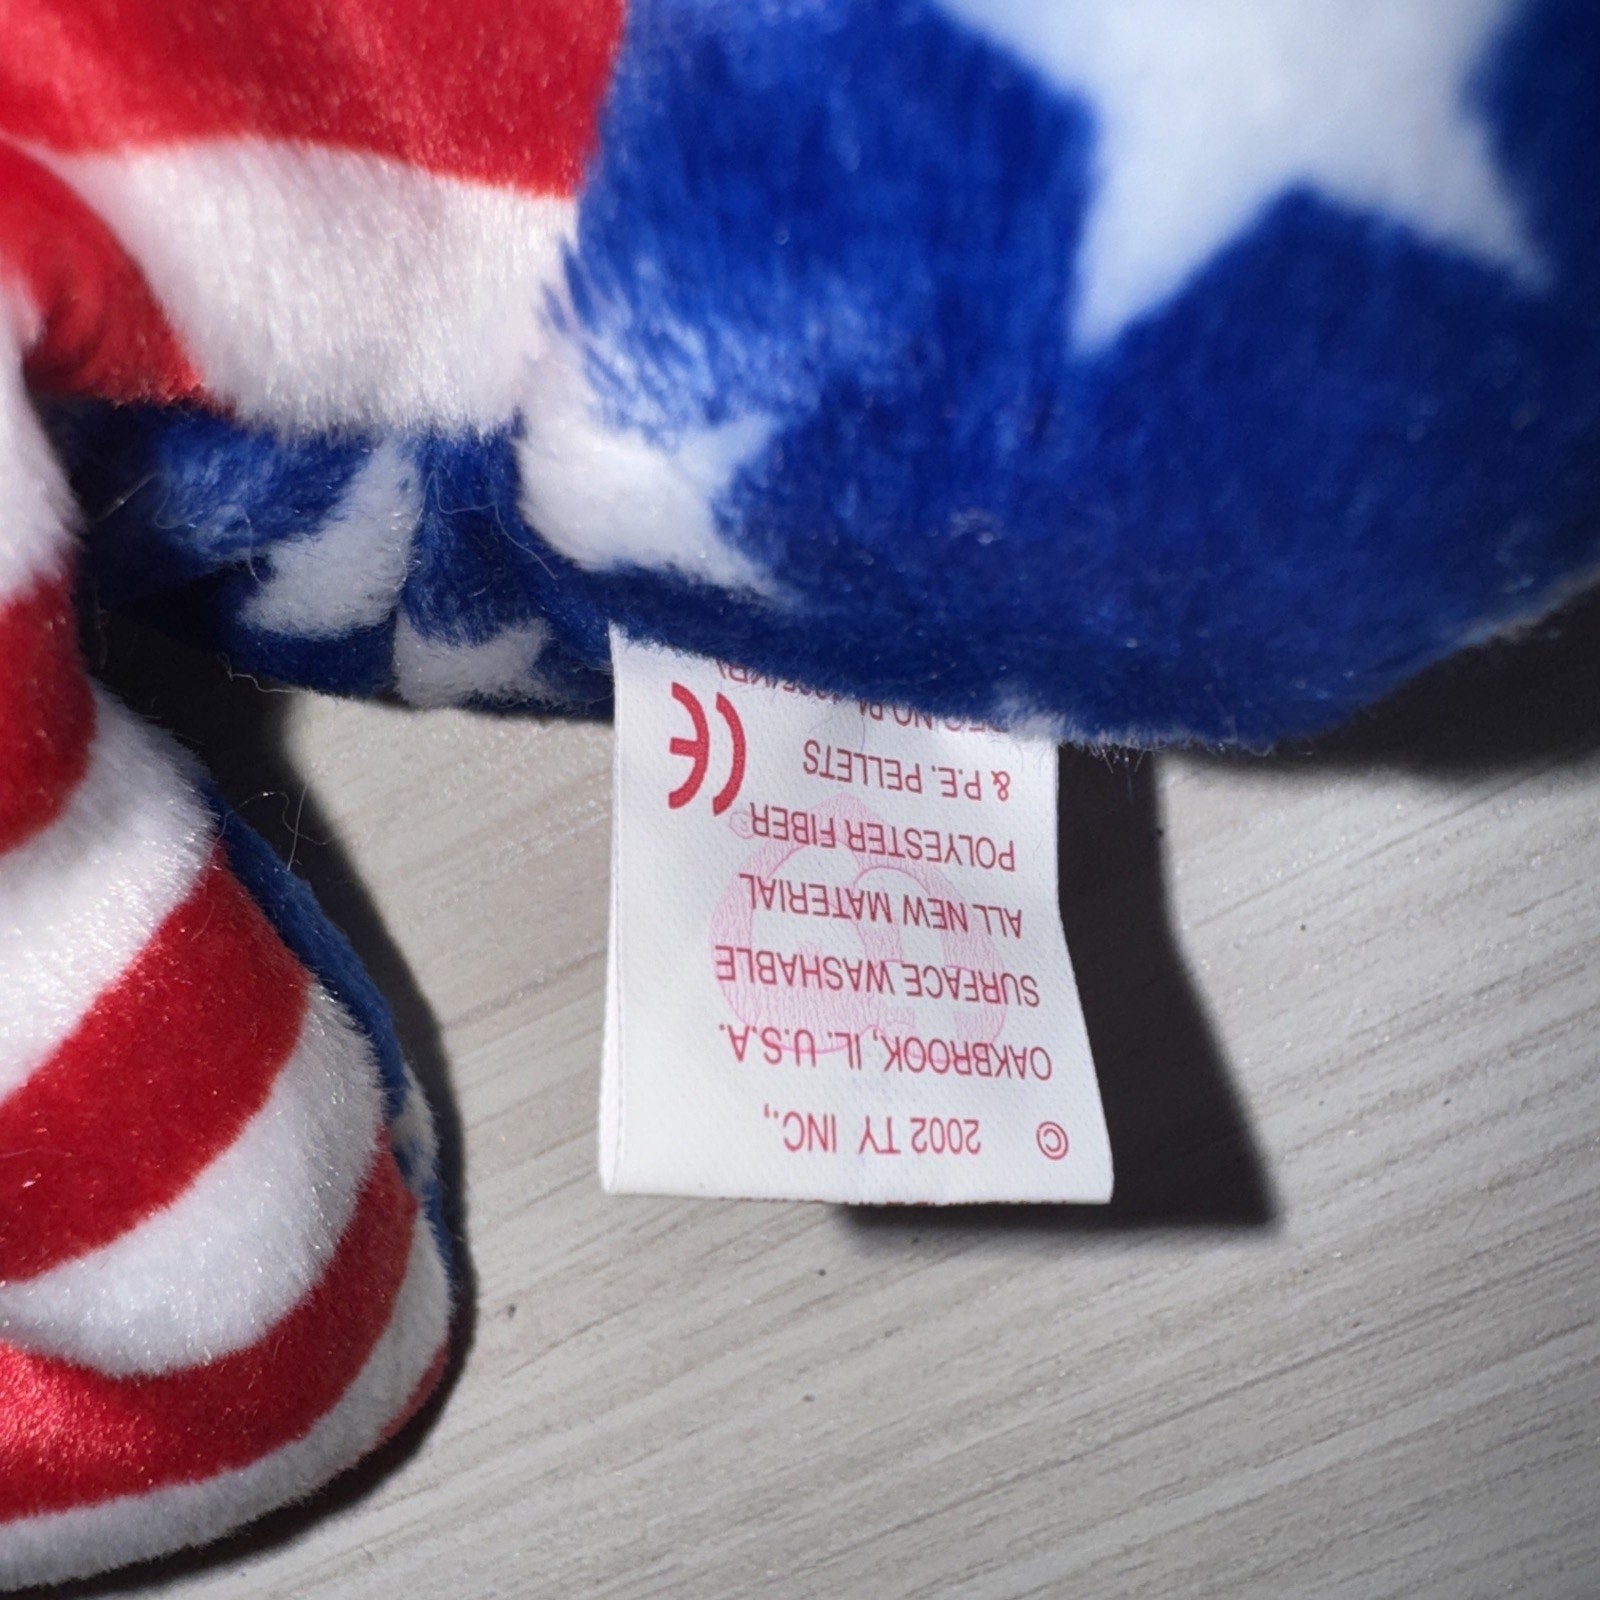 © 2002 TY INC.,
OAKBROOK, IL. U.S.A.
SURFACE WASHABLE
ALL NEW MATERIAL
POLYESTER FIBER
& P.E. PELLETS
CE